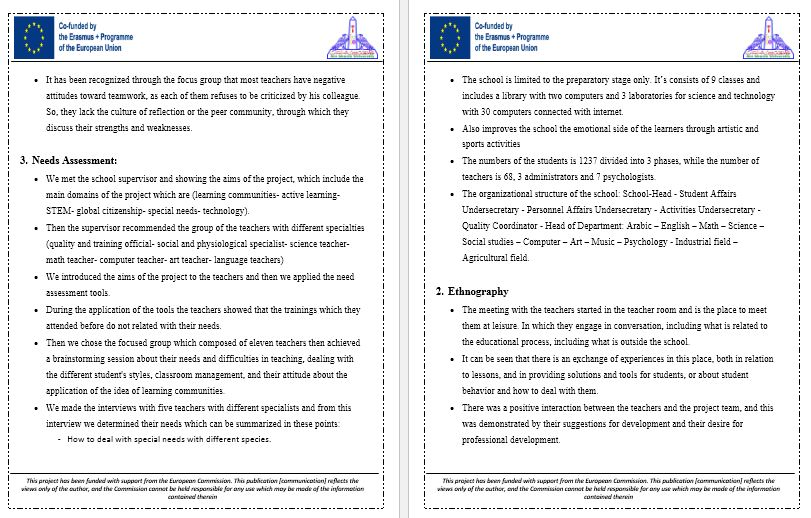 Co-funded by
the Erasmus + Programme
of the European Union
• It has been recognized through the focus group that most teachers have negative
attitudes toward teamwork, as each of them refuses to be criticized by his colleague.
So, they lack the culture of reflection or the peer community, through which they
discuss their strengths and weaknesses.
3. Needs Assessment:
• We met the school supervisor and showing the aims of the project, which include the
main domains of the project which are (learning communities- active learning-
STEM- global citizenship- special needs- technology).
• Then the supervisor recommended the group of the teachers with different specialties
(quality and training official- social and physiological specialist- science teacher-
math teacher- computer teacher- art teacher- language teachers)
• We introduced the aims of the project to the teachers and then we applied the need
assessment tools.
• During the application of the tools the teachers showed that the trainings which they
attended before do not related with their needs.
• Then we chose the focused group which composed of eleven teachers then achieved
a brainstorming session about their needs and difficulties in teaching, dealing with
the different student's styles, classroom management, and their attitude about the
application of the idea of learning communities.
• We made the interviews with five teachers with different specialists and from this
interview we determined their needs which can be summarized in these points:
- How to deal with special needs with different species.
This project has been funded with support from the European Commission. This publication [communication] reflects the
views only of the author, and the Commission cannot be held responsible for any use which may be made of the information
contained therein
Co-funded by
the Erasmus + Programme
of the European Union
• The school is limited to the preparatory stage only. It's consists of 9 classes and
includes a library with two computers and 3 laboratories for science and technology
with 30 computers connected with internet.
• Also improves the school the emotional side of the learners through artistic and
sports activities
• The numbers of the students is 1237 divided into 3 phases, while the number of
teachers is 68, 3 administrators and 7 psychologists.
• The organizational structure of the school: School-Head - Student Affairs
Undersecretary - Personnel Affairs Undersecretary - Activities Undersecretary -
Quality Coordinator - Head of Department: Arabic – English – Math – Science –
Social studies – Computer – Art – Music – Psychology - Industrial field –
Agricultural field.
2. Ethnography
• The meeting with the teachers started in the teacher room and is the place to meet
them at leisure. In which they engage in conversation, including what is related to
the educational process, including what is outside the school.
• It can be seen that there is an exchange of experiences in this place, both in relation
to lessons, and in providing solutions and tools for students, or about student
behavior and how to deal with them.
• There was a positive interaction between the teachers and the project team, and this
was demonstrated by their suggestions for development and their desire for
professional development.
This project has been funded with support from the European Commission. This publication [communication] reflects the
views only of the author, and the Commission cannot be held responsible for any use which may be made of the information
contained therein